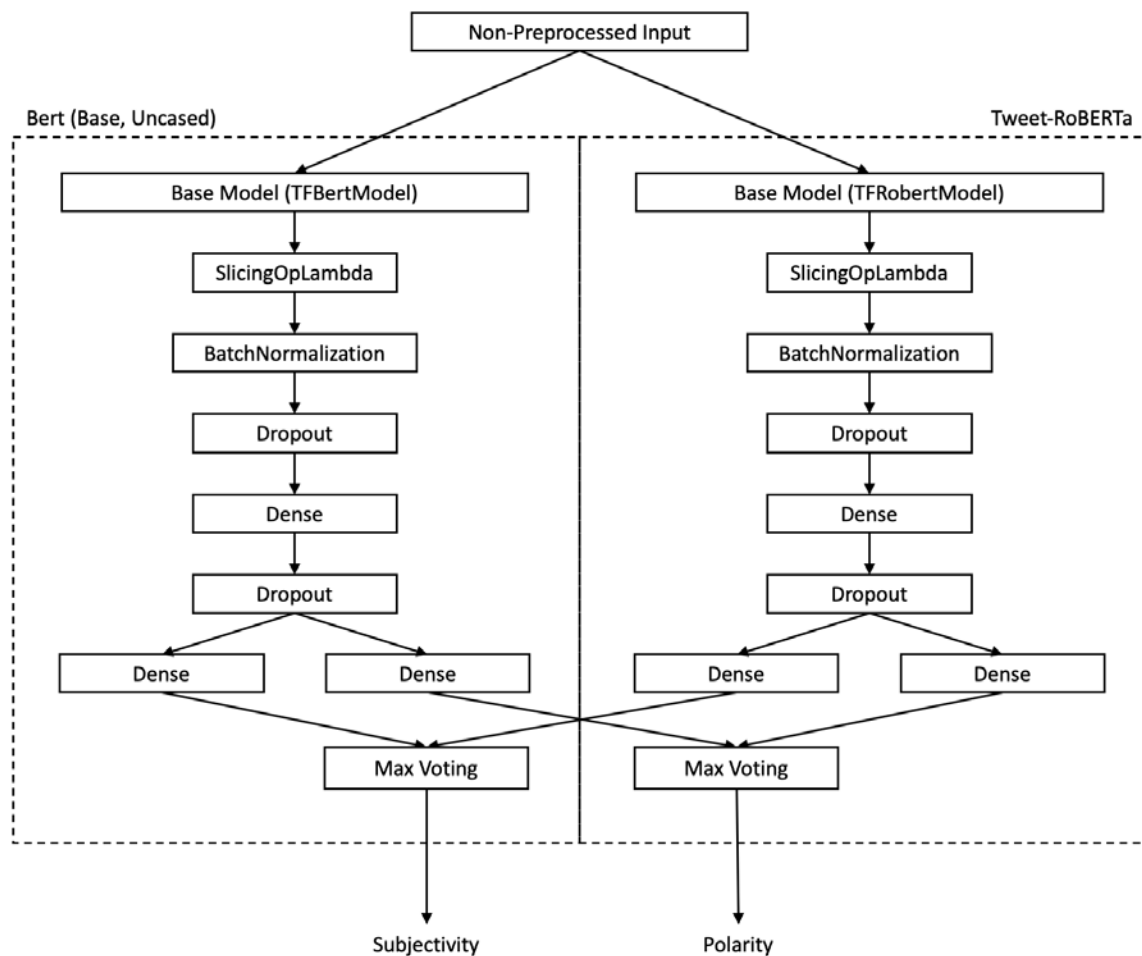 Non-Preprocessed Input
Bert (Base, Uncased)
Tweet-RoBERTa
Base Model (TFBertModel)
Base Model (TFRobertModel)
SlicingOpLambda
SlicingOpLambda
BatchNormalization
BatchNormalization
Dropout
Dropout
Dense
Dense
Dropout
Dropout
Dense
Dense
Dense
Dense
Max Voting
Max Voting
Subjectivity
Polarity